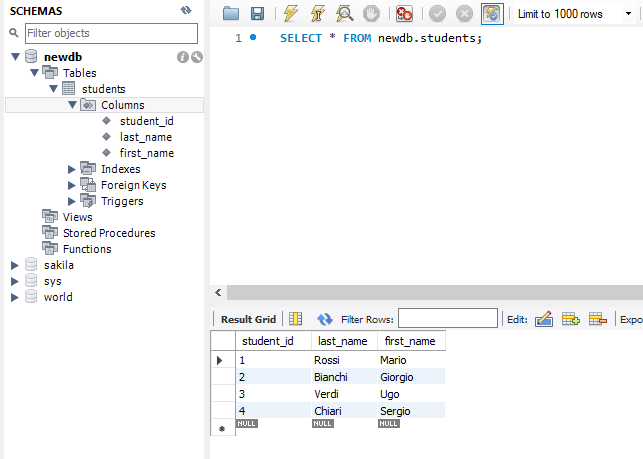 SCHEMAS
Filter objects
newdb
Tables
students
Columns
student_id
last_name
first_name
Indexes
Foreign Keys
Triggers
Views
Stored Procedures
Functions
sakila
sys
world
Limit to 1000 rows
1 SELECT * FROM newdb.students;
Result Grid Filter Rows: Edit: Expo
student_id last_name first_name
1 Rossi Mario
2 Bianchi Giorgio
3 Verdi Ugo
4 Chiari Sergio
NULL NULL NULL